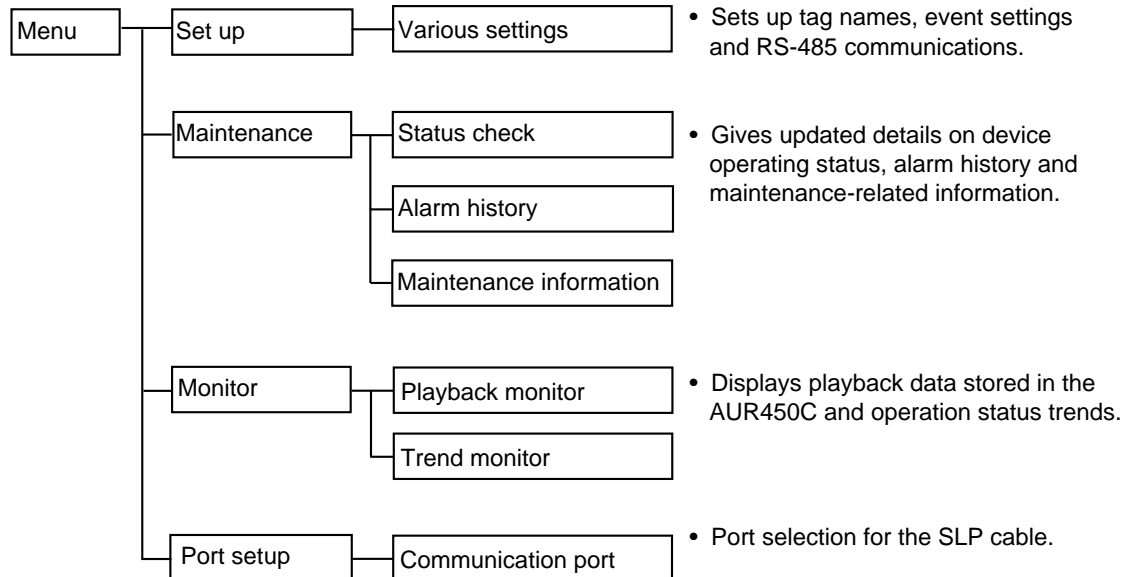 Menu
Set up
Various settings
• Sets up tag names, event settings
and RS-485 communications.
Maintenance
Status check
• Gives updated details on device
operating status, alarm history and
maintenance-related information.
Alarm history
Maintenance information
Monitor
Playback monitor
• Displays playback data stored in the
AUR450C and operation status trends.
Trend monitor
Port setup
Communication port
• Port selection for the SLP cable.